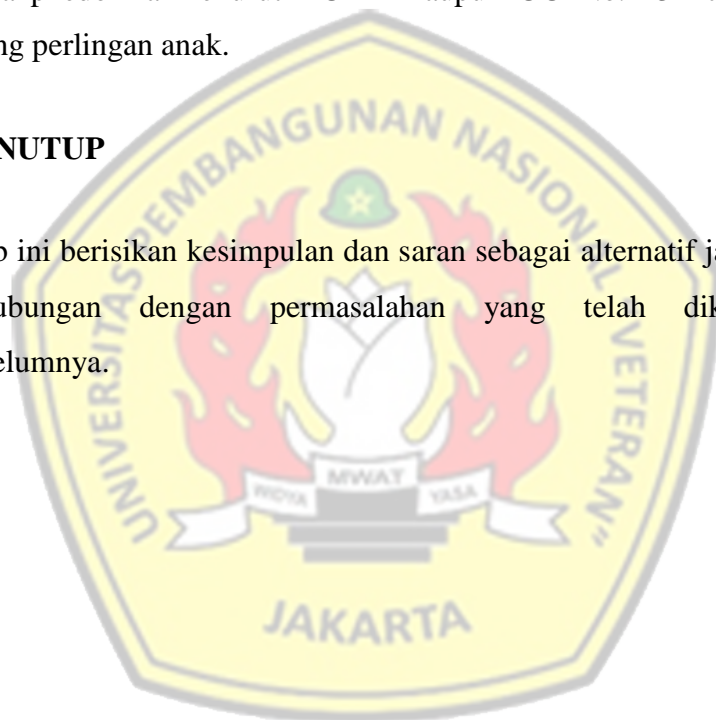 ng perlingan anak.
NUTUP
ini berisikan kesimpulan dan saran sebagai alternatif ja
ubungan dengan permasalahan yang telah dik
elumnya.
UNIVERSITAS PEMBANGUNAN NASIONAL "VETERAN"
WIDYA MWAT YASA
JAKARTA